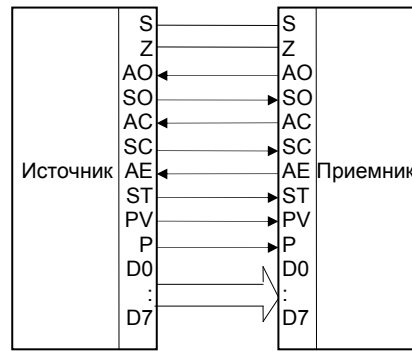 S S
Z Z
AO AO
SO SO
AC AC
SC SC
Источник AE AE Приемник
ST ST
PV PV
P P
D0 D0
: :
D7 D7